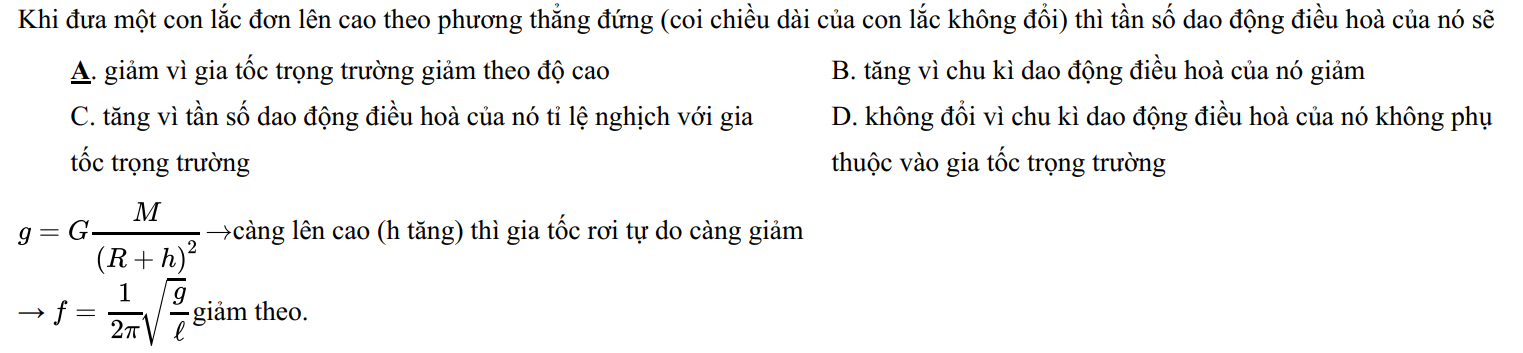 Khi đưa một con lắc đơn lên cao theo phương thẳng đứng (coi chiều dài của con lắc không đổi) thì tần số dao động điều hoà của nó sẽ
A. giảm vì gia tốc trọng trường giảm theo độ cao
B. tăng vì chu kì dao động điều hoà của nó giảm
C. tăng vì tần số dao động điều hoà của nó tỉ lệ nghịch với gia
tốc trọng trường
D. không đổi vì chu kì dao động điều hoà của nó không phụ
thuộc vào gia tốc trọng trường
g = G \frac{M}{(R + h)^2} →càng lên cao (h tăng) thì gia tốc rơi tự do càng giảm
→ f = \frac{1}{2π}\sqrt{\frac{g}{ℓ}} giảm theo.